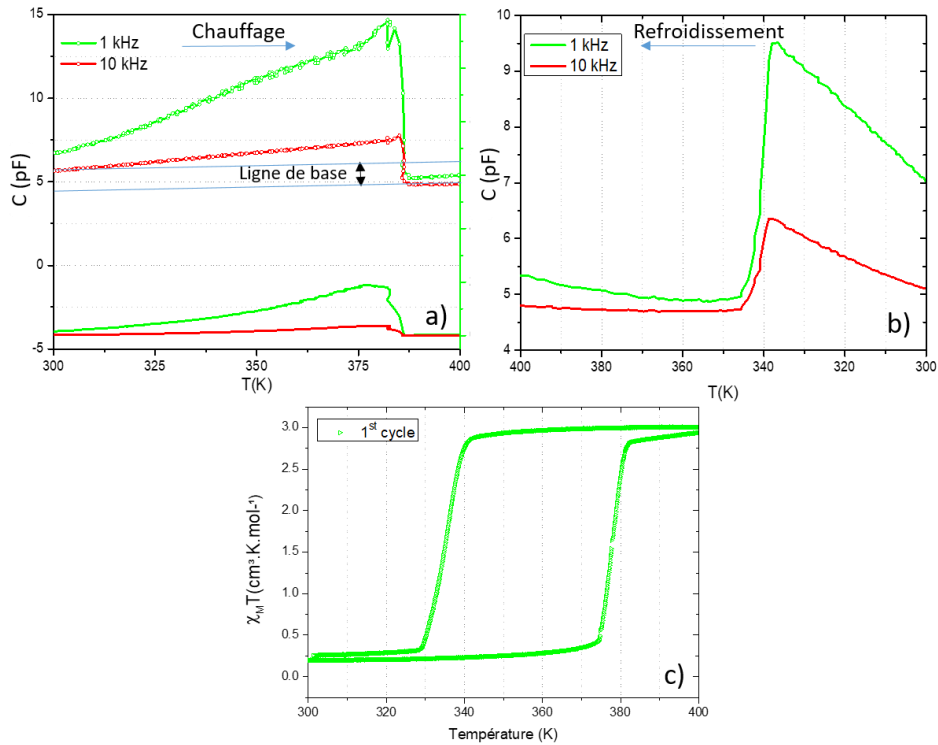 Chauffage
1 kHz
10 kHz
Ligne de base
a)
C (pF)
15
10
5
0
-5
300
325
350
375
400
T(K)
Refroidissement
1 kHz
10 kHz
b)
C (pF)
10
9
8
7
6
5
4
400
380
360
340
320
300
T(K)
1st cycle
c)
χMT(cm³.K.mol-¹)
3.0
2.5
2.0
1.5
1.0
0.5
0.0
300
320
340
360
380
400
Température (K)